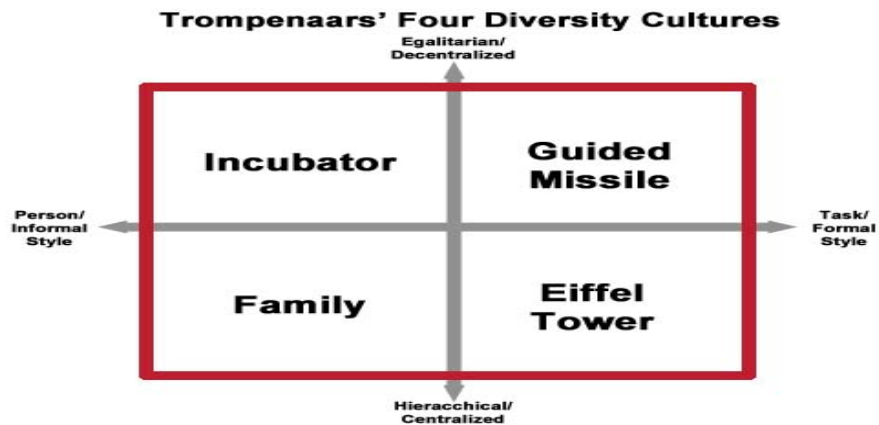 Trompenaars’ Four Diversity Cultures
Egalitarian/
Decentralized
Incubator
Guided
Missile
Person/
Informal
Style
Task/
Formal
Style
Family
Eiffel
Tower
Hieracchical/
Centralized